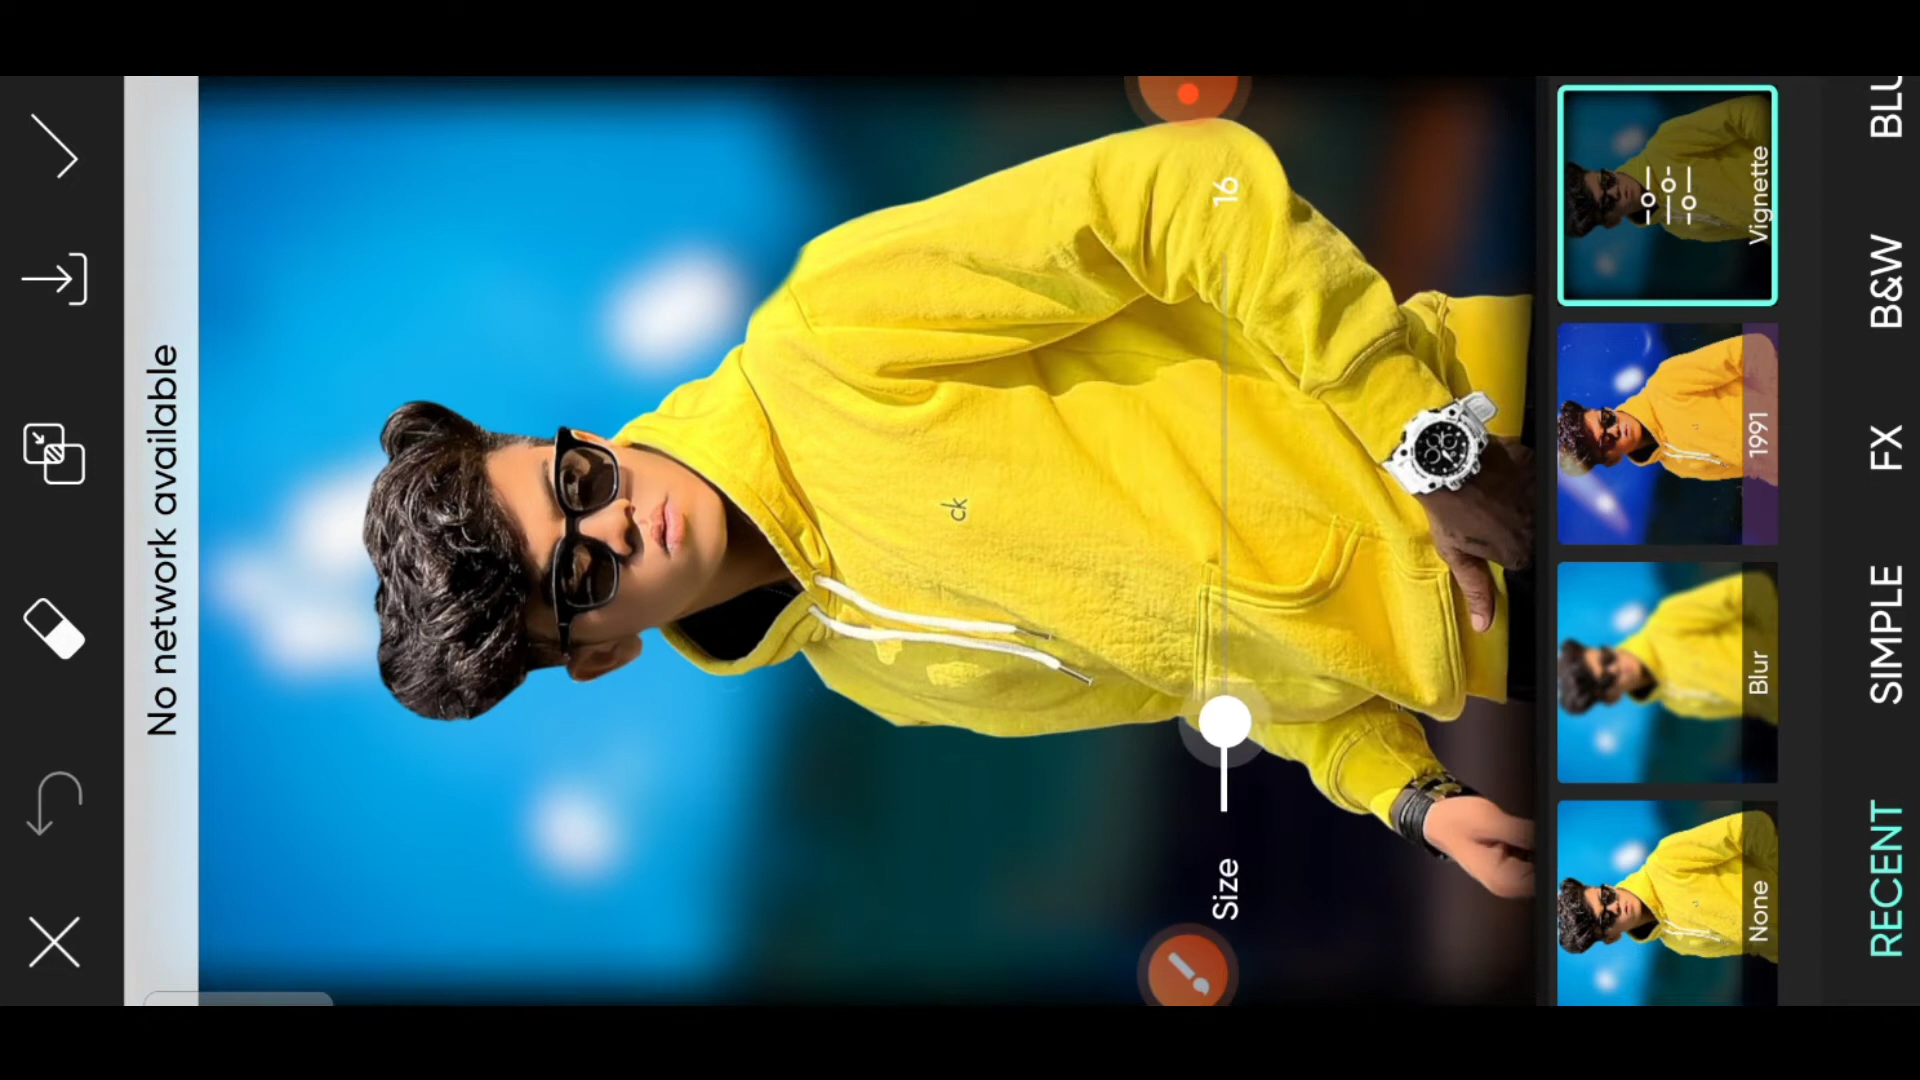 No network available
ck
16
Size
None
Blur
1991
Vignette
RECENT
SIMPLE
FX
B&W
BLU